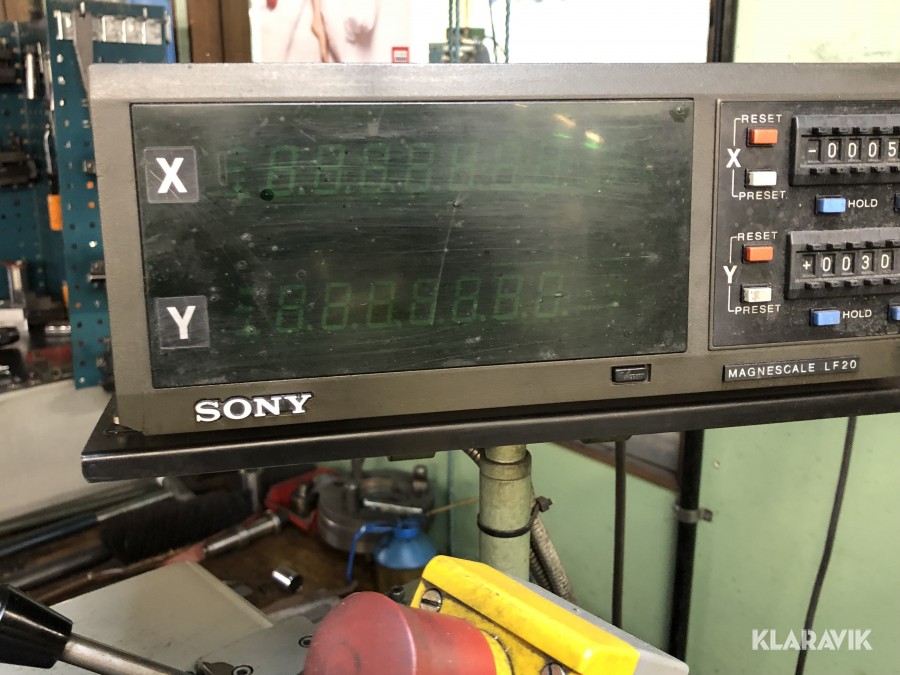 RESET
X
X
-0005
PRESET
HOLD
RESET
Y
Y
+0030
PRESET
HOLD
MAGNESCALE LF20
SONY
KLARAVIK